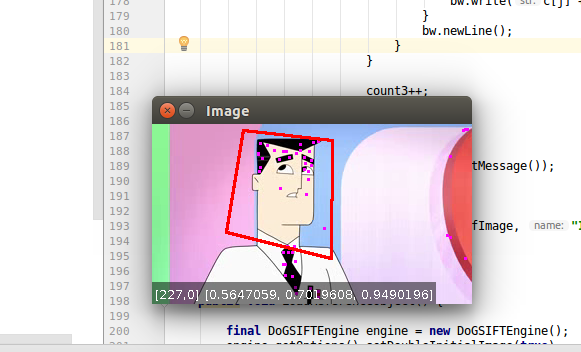 178 bw.write( str: c[j] +
179 }
180 bw.newLine();
181 }
182 }
183
184 count3++;
185
186
Image
187
188
189 tMessage());
190
191
192
193 fImage, name: "I
194
195
196
197
[227,0] [0.5647059, 0.7019608, 0.9490196]
198
199
200 final DoGSIFTEngine engine = new DoGSIFTEngine();